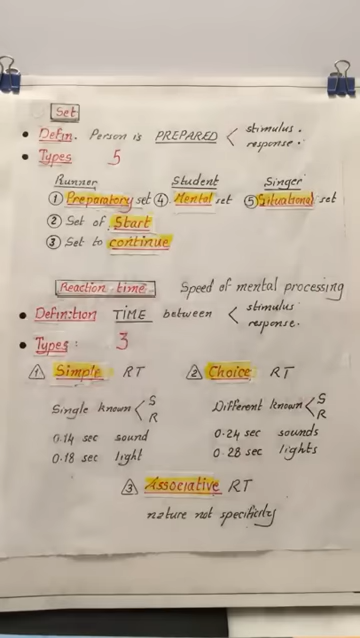 Set
• Defin. Person is PREPARED < stimulus.
response.
• Types 5
Runner Student Singer
① Preparatory set ④ Mental set ⑤ Situational set
② Set of Start
③ Set to continue
Reaction time. Speed of mental processing
• Definition TIME between < stimulus
response.
• Types: 3
① Simple RT ② Choice RT
Single known < S R Different known < S R
0.14 sec sound 0.24 sec sounds
0.18 sec light 0.28 sec lights
③ Associative RT
nature not specificity